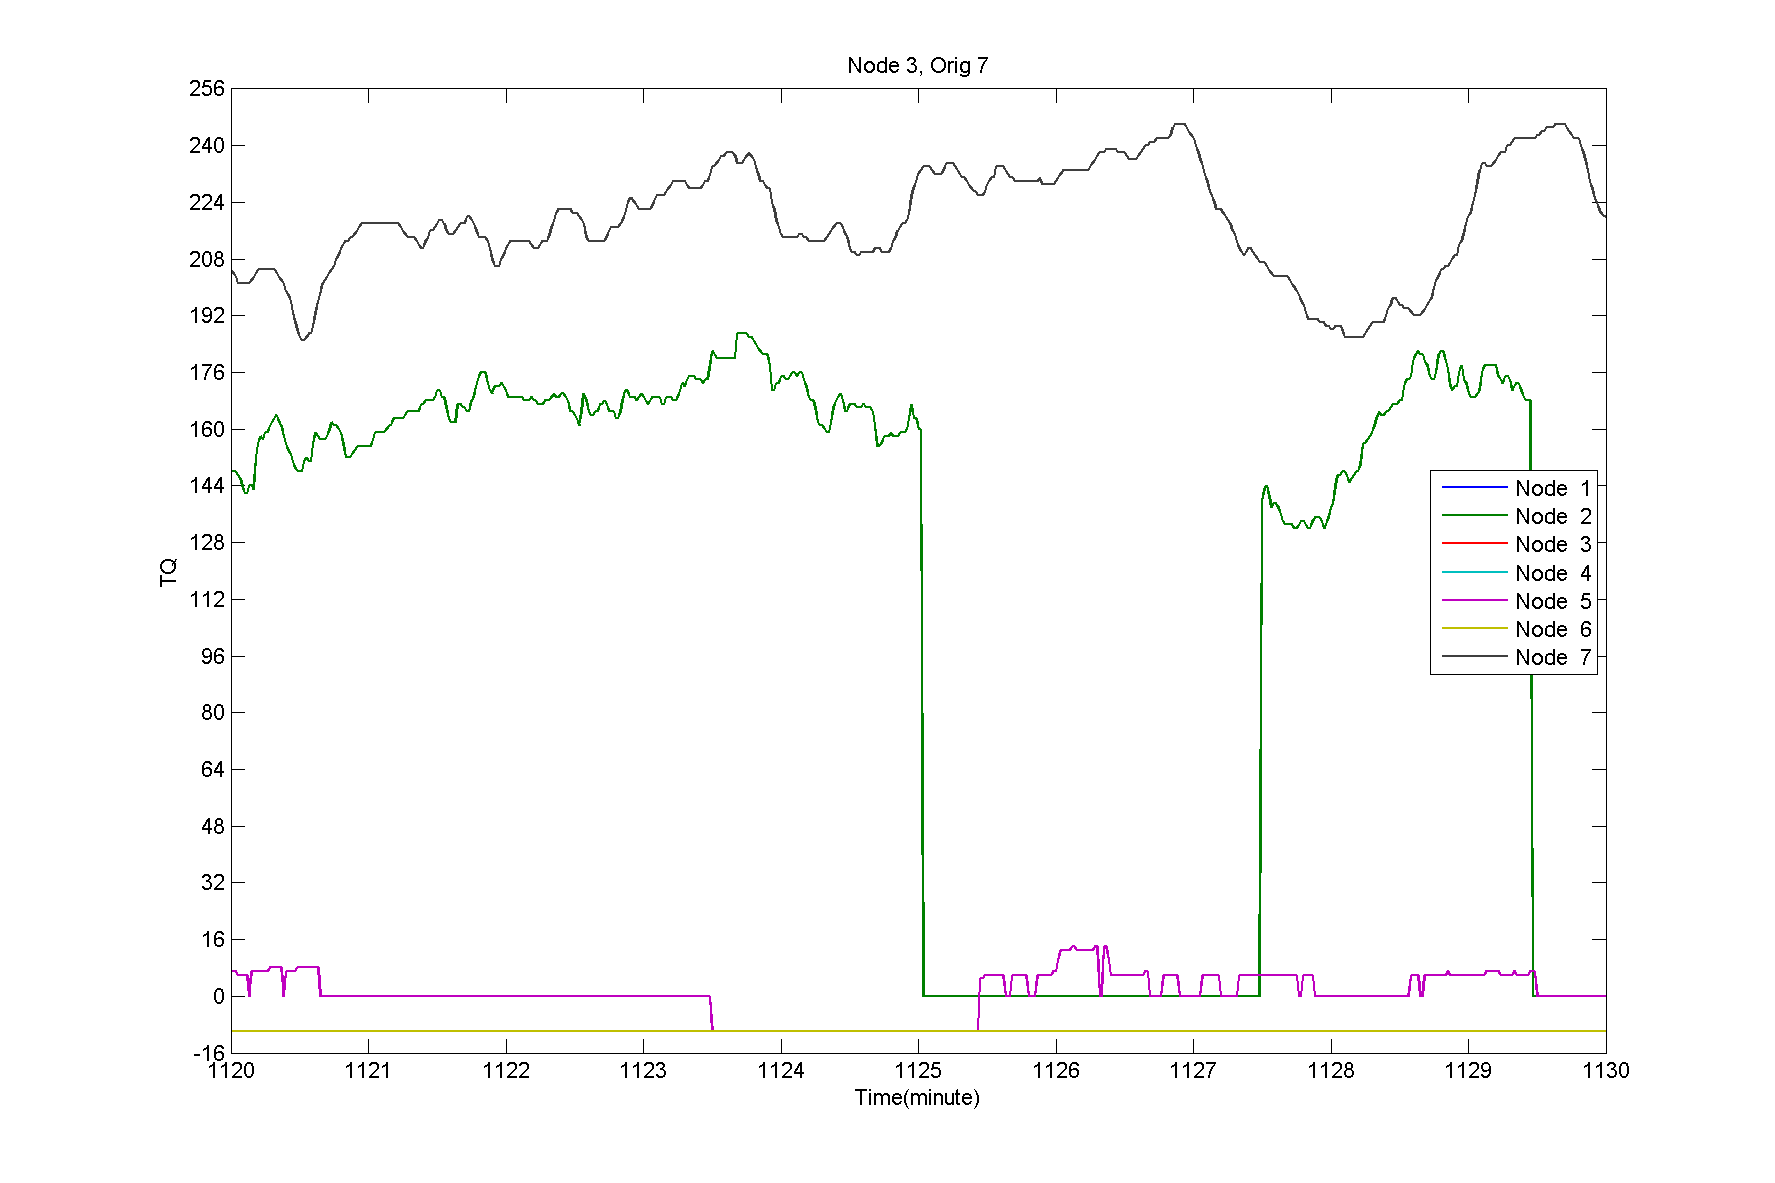 Node 3, Orig 7
256
240
224
208
192
176
160
144
128
112
96
80
64
48
32
16
0
-16
TQ
Node 1
Node 2
Node 3
Node 4
Node 5
Node 6
Node 7
1120 1121 1122 1123 1124 1125 1126 1127 1128 1129 1130
Time(minute)